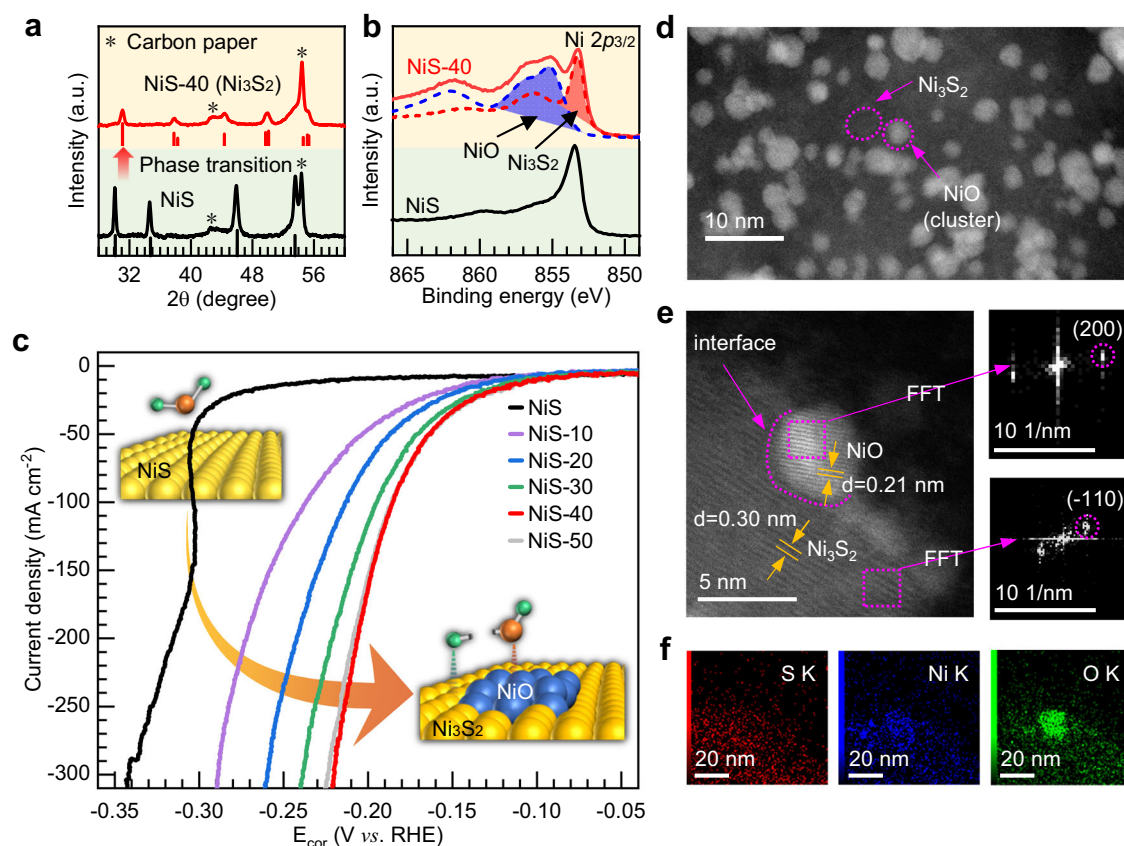 a
* Carbon paper
*
NiS-40 (Ni3S2)
*
Phase transition
*
NiS
*
Intensity (a.u.)
28 36 42 48 56
2θ (degree)
b
Ni 2p3/2
NiS-40
NiO
Ni3S2
NiS
Intensity (a.u.)
865 860 855 849
Binding energy (eV)
c
0
-50
-100
-150
-200
-250
-300
Current density (mA cm-2)
NiS
NiS
NiS-10
NiS-20
NiS-30
NiS-40
NiS-50
NiO
Ni3S2
-0.35 -0.30 -0.25 -0.20 -0.15 -0.10 -0.05
Ecor (V vs. RHE)
d
Ni3S2
NiO
(cluster)
10 nm
e
interface
FFT
NiO
d=0.21 nm
d=0.30 nm
Ni3S2
FFT
5 nm
(200)
10 1/nm
(-110)
10 1/nm
f
S K
20 nm
Ni K
20 nm
O K
20 nm